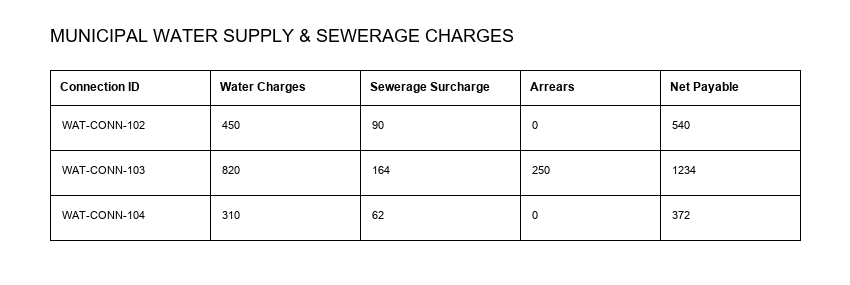 MUNICIPAL WATER SUPPLY & SEWERAGE CHARGES
Connection ID Water Charges Sewerage Surcharge Arrears Net Payable
WAT-CONN-102 450 90 0 540
WAT-CONN-103 820 164 250 1234
WAT-CONN-104 310 62 0 372